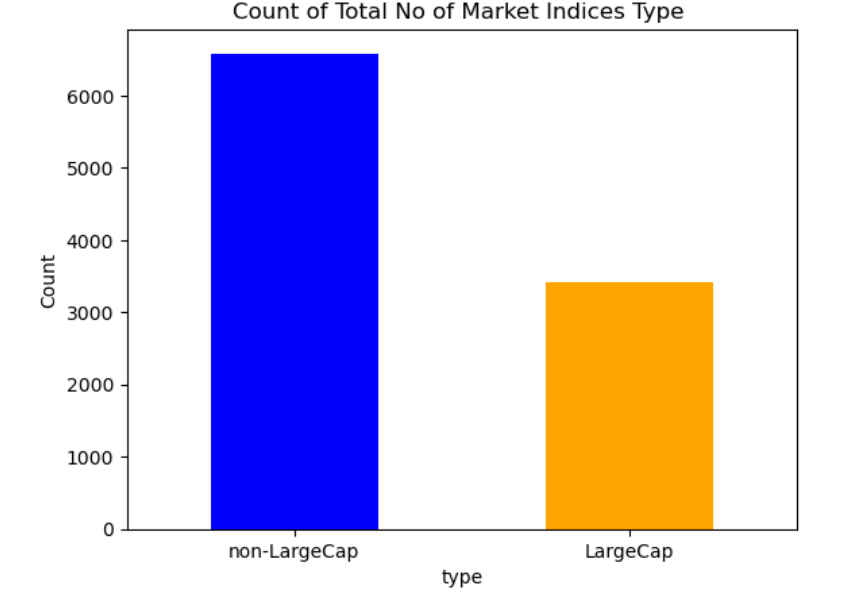 Count of Total No of Market Indices Type
6000
5000
4000
3000
2000
1000
0
Count
non-LargeCap LargeCap
type